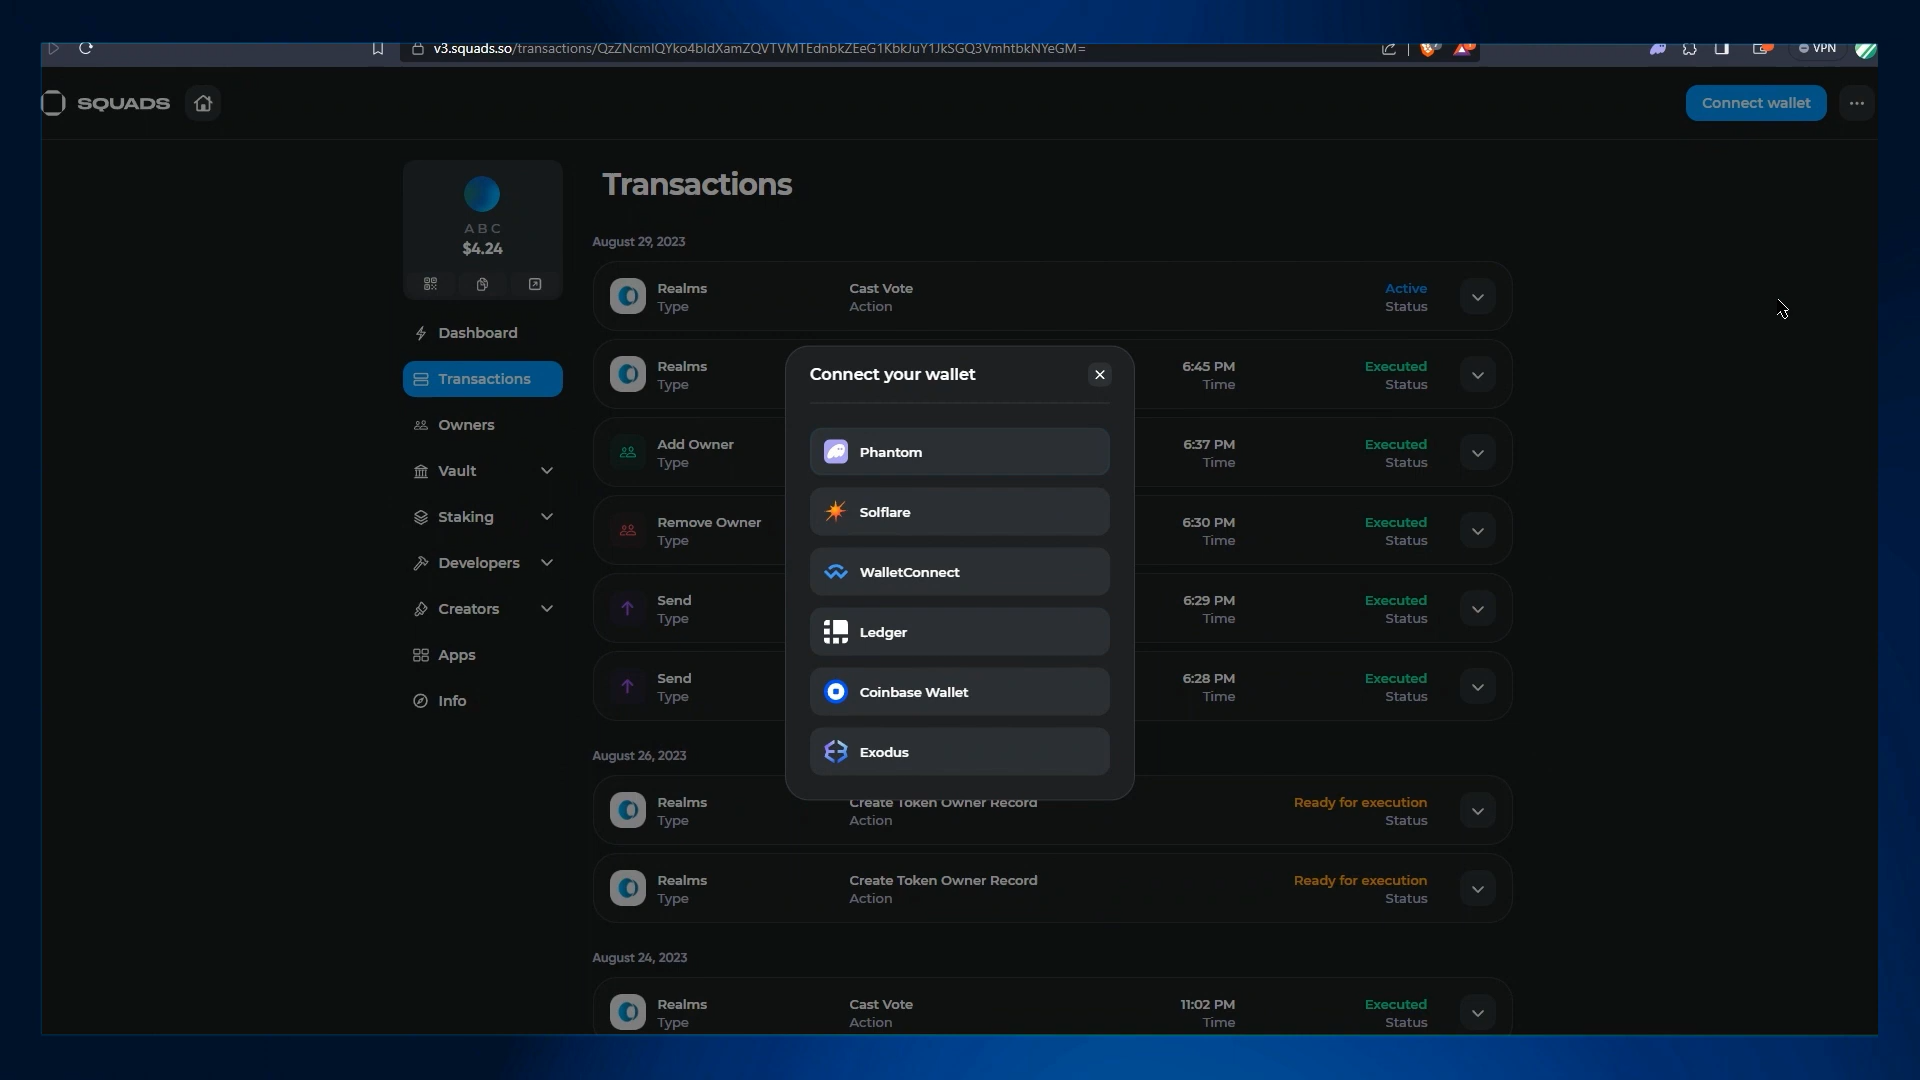 v3.squads.so/transactions/QzZNcmlQYko4bldXamZQVTVMTEdnbkZEeG1KbkJuY1JkSGQ3VmhtbkNYeGM=
VPN
SQUADS
Connect wallet
A B C
$4.24
Dashboard
Transactions
Owners
Vault
Staking
Developers
Creators
Apps
Info
Transactions
August 29, 2023
Realms
Type
Cast Vote
Action
Active
Status
Realms
Type
6:45 PM
Time
Executed
Status
Add Owner
Type
6:37 PM
Time
Executed
Status
Remove Owner
Type
6:30 PM
Time
Executed
Status
Send
Type
6:29 PM
Time
Executed
Status
Send
Type
6:28 PM
Time
Executed
Status
Connect your wallet
Phantom
Solflare
WalletConnect
Ledger
Coinbase Wallet
Exodus
August 26, 2023
Realms
Type
Create Token Owner Record
Action
Ready for execution
Status
Realms
Type
Create Token Owner Record
Action
Ready for execution
Status
August 24, 2023
Realms
Type
Cast Vote
Action
11:02 PM
Time
Executed
Status